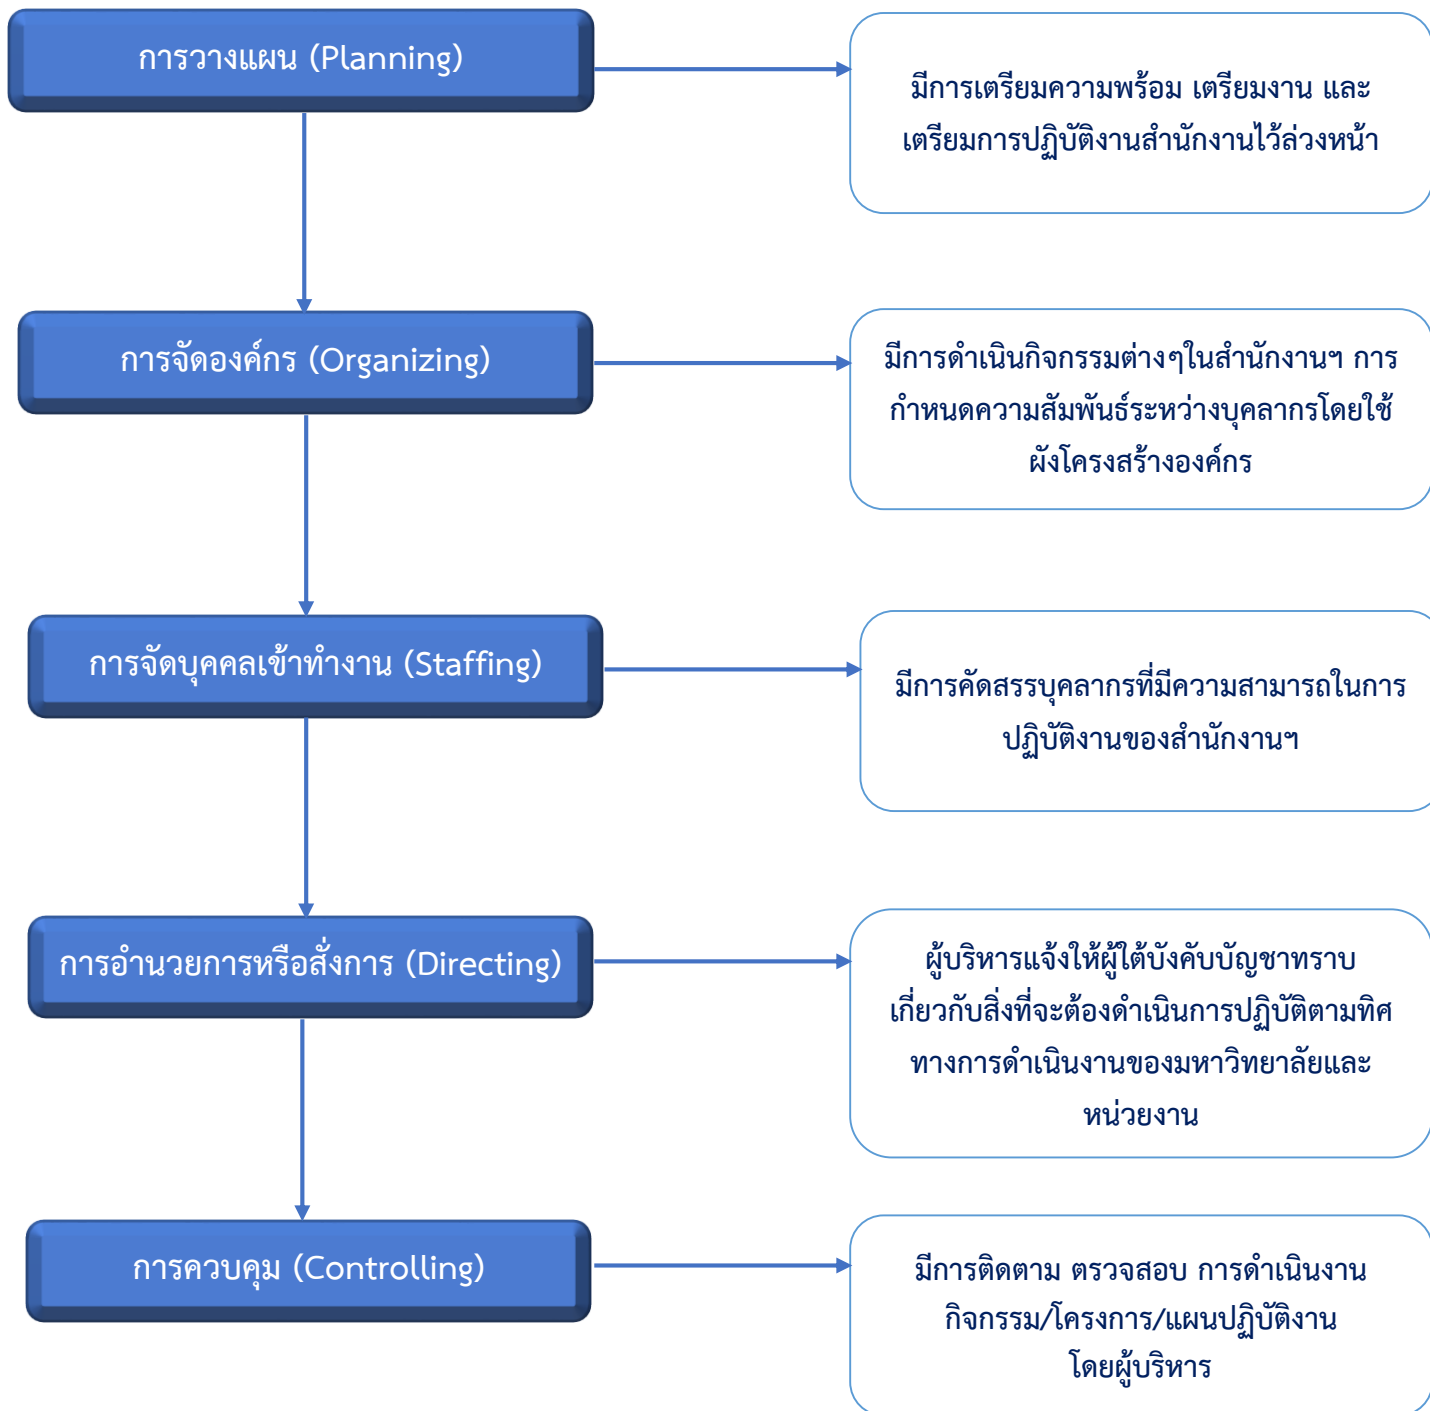 การวางแผน (Planning)
มีการเตรียมความพร้อม เตรียมงาน และ
เตรียมการปฏิบัติงานสำนักงานไว้ล่วงหน้า
การจัดองค์กร (Organizing)
มีการดำเนินกิจกรรมต่างๆในสำนักงานฯ การ
กำหนดความสัมพันธ์ระหว่างบุคลากรโดยใช้
ผังโครงสร้างองค์กร
การจัดบุคคลเข้าทำงาน (Staffing)
มีการคัดสรรบุคลากรที่มีความสามารถในการ
ปฏิบัติงานของสำนักงานฯ
การอำนวยการหรือสั่งการ (Directing)
ผู้บริหารแจ้งให้ผู้ใต้บังคับบัญชาทราบ
เกี่ยวกับสิ่งที่จะต้องดำเนินการปฏิบัติตามทิศ
ทางการดำเนินงานของมหาวิทยาลัยและ
หน่วยงาน
การควบคุม (Controlling)
มีการติดตาม ตรวจสอบ การดำเนินงาน
กิจกรรม/โครงการ/แผนปฏิบัติงาน
โดยผู้บริหาร